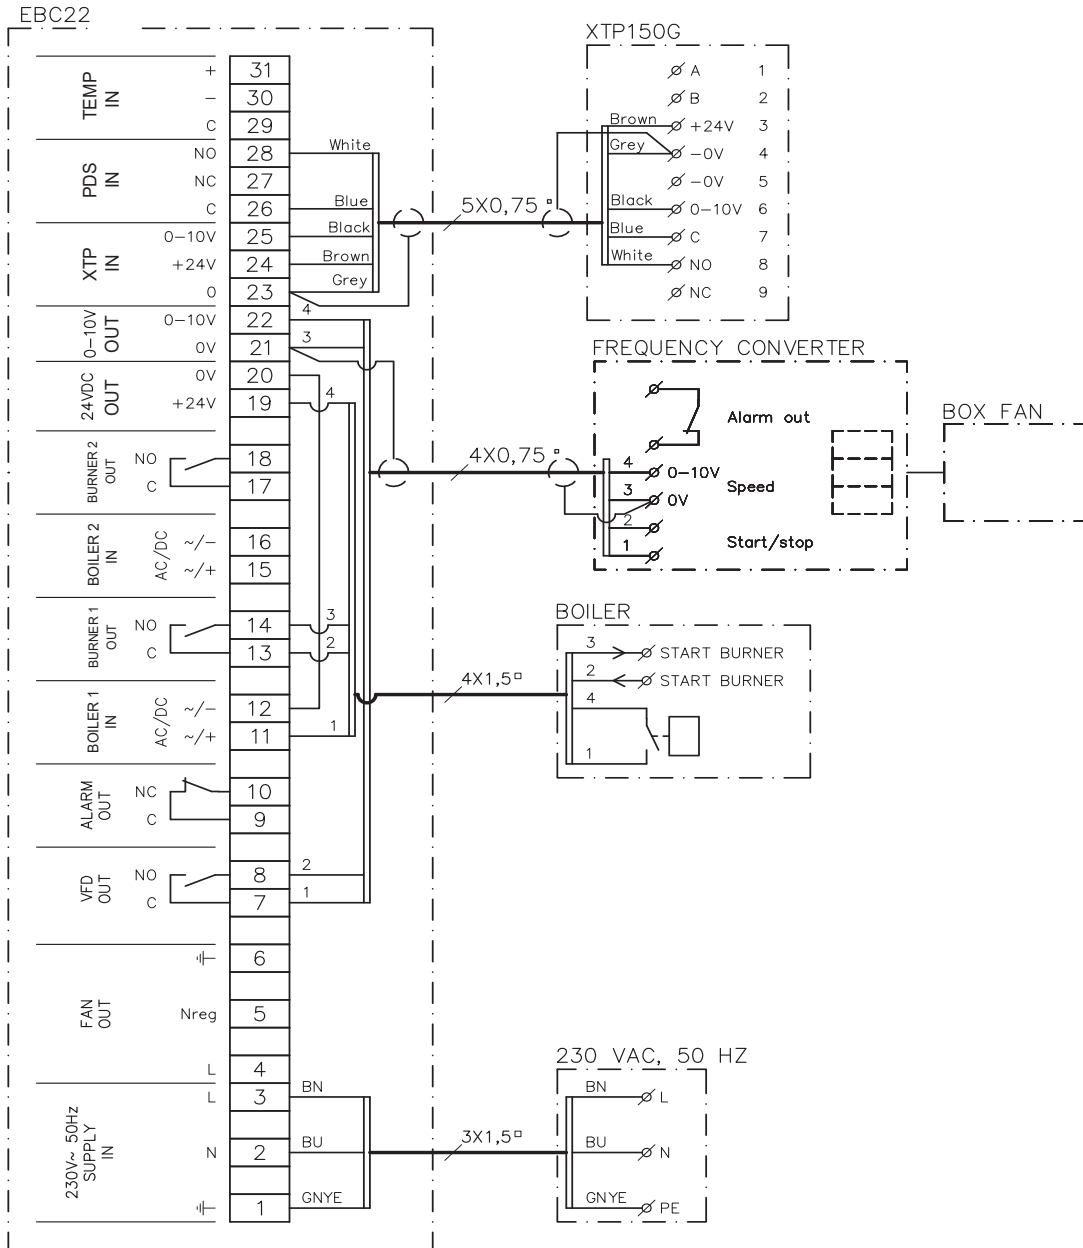 EBC22
TEMP
IN
+ 31
− 30
C 29
PDS
IN
NO 28 White
NC 27
C 26 Blue
XTP
IN
0−10V 25 Black
+24V 24 Brown
0 23 Grey
0−10V
OUT
0−10V 22 4
0V 21 3
24VDC
OUT
0V 20
+24V 19 4
BURNER 2
OUT
NO 18
C 17
BOILER 2
IN
AC/DC
~/− 16
~/+ 15
BURNER 1
OUT
NO 14 3
C 13 2
BOILER 1
IN
AC/DC
~/− 12
~/+ 11 1
ALARM
OUT
NC 10
C 9
VFD
OUT
NO 8 2
C 7 1
FAN
OUT
6
Nreg 5
L 4
230V~ 50Hz
SUPPLY
IN
L 3 BN
N 2 BU
1 GNYE
5X0,75 ▫
4X0,75 ▫
4X1,5▫
3X1,5▫
XTP150G
A 1
B 2
Brown +24V 3
Grey −0V 4
−0V 5
Black 0−10V 6
Blue C 7
White NO 8
NC 9
FREQUENCY CONVERTER
Alarm out
4 0−10V
Speed
3 0V
2
Start/stop
1
BOX FAN
BOILER
3 START BURNER
2 START BURNER
4
1
230 VAC, 50 HZ
BN L
BU N
GNYE PE